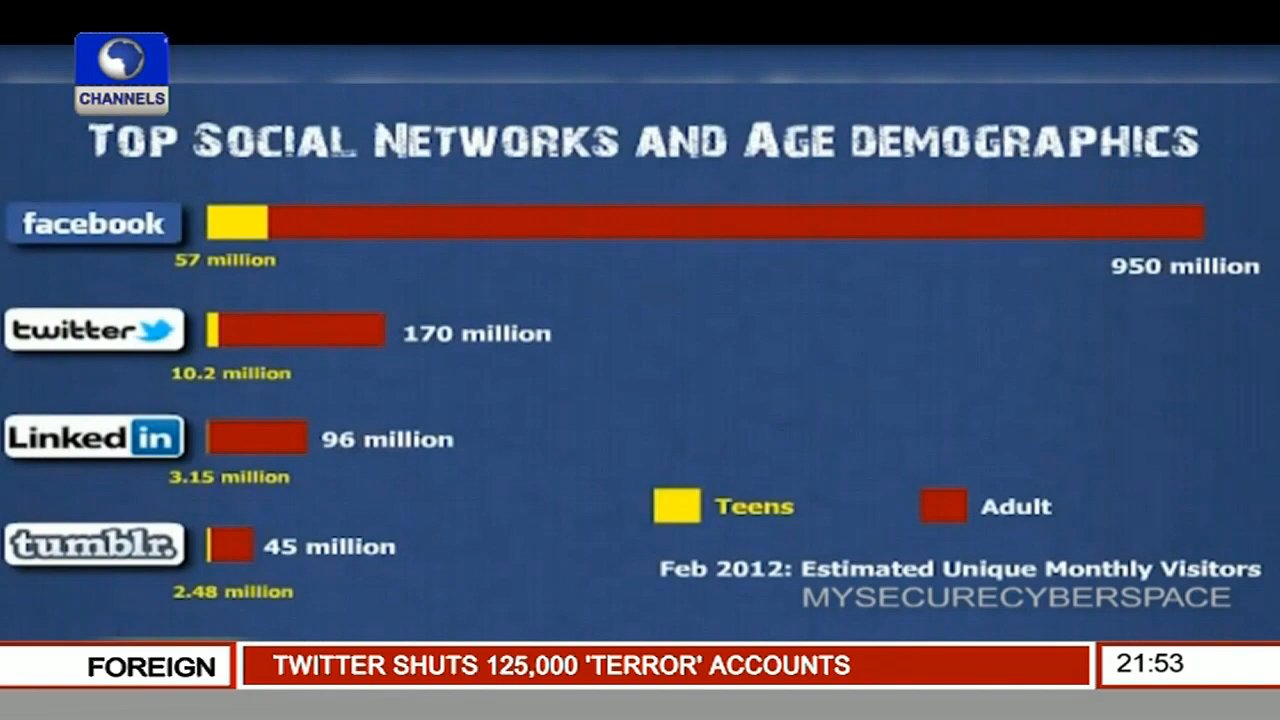 CHANNELS
TOP SOCIAL NETWORKS AND AGE DEMOGRAPHICS
facebook
57 million
950 million
twitter
170 million
10.2 million
Linked in
96 million
3.15 million
Teens
Adult
tumblr.
45 million
2.48 million
Feb 2012: Estimated Unique Monthly Visitors
MYSECURECYBERSPACE
FOREIGN
TWITTER SHUTS 125,000 'TERROR' ACCOUNTS
21:53